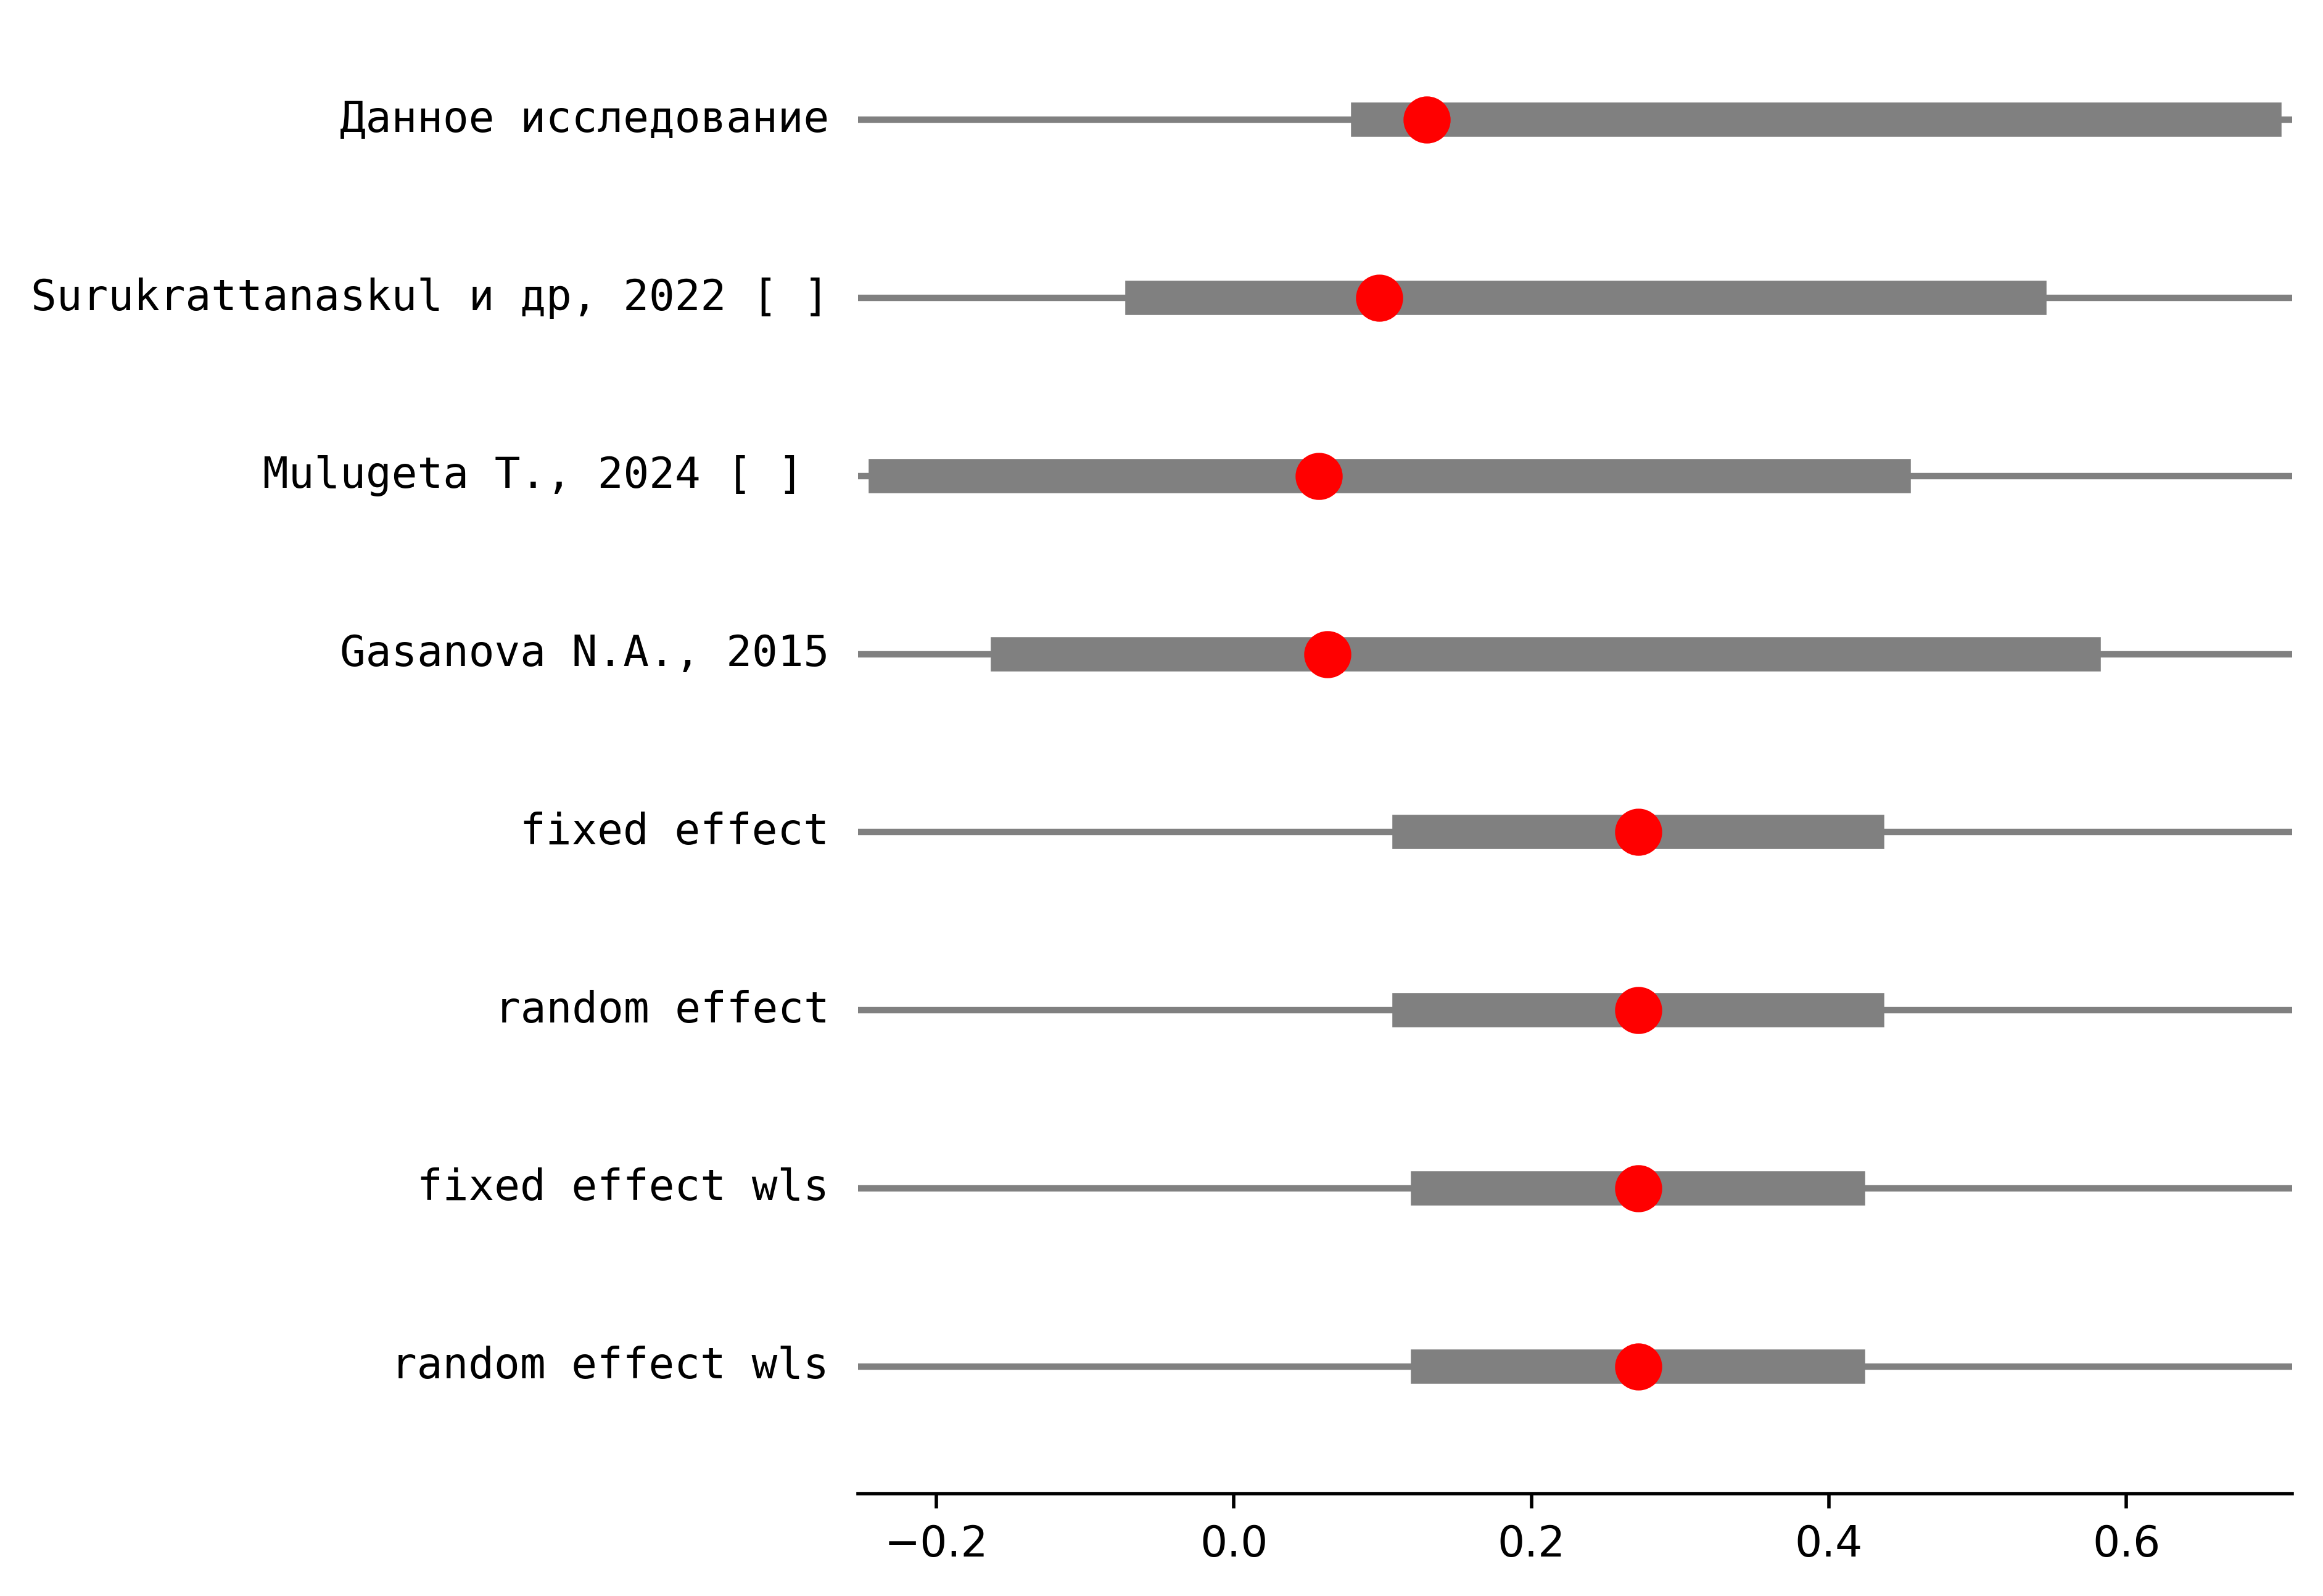 Данное исследование
Surukrattanaskul и др, 2022 [ ]
Mulugeta T., 2024 [ ]
Gasanova N.A., 2015
fixed effect
random effect
fixed effect wls
random effect wls
−0.2 0.0 0.2 0.4 0.6